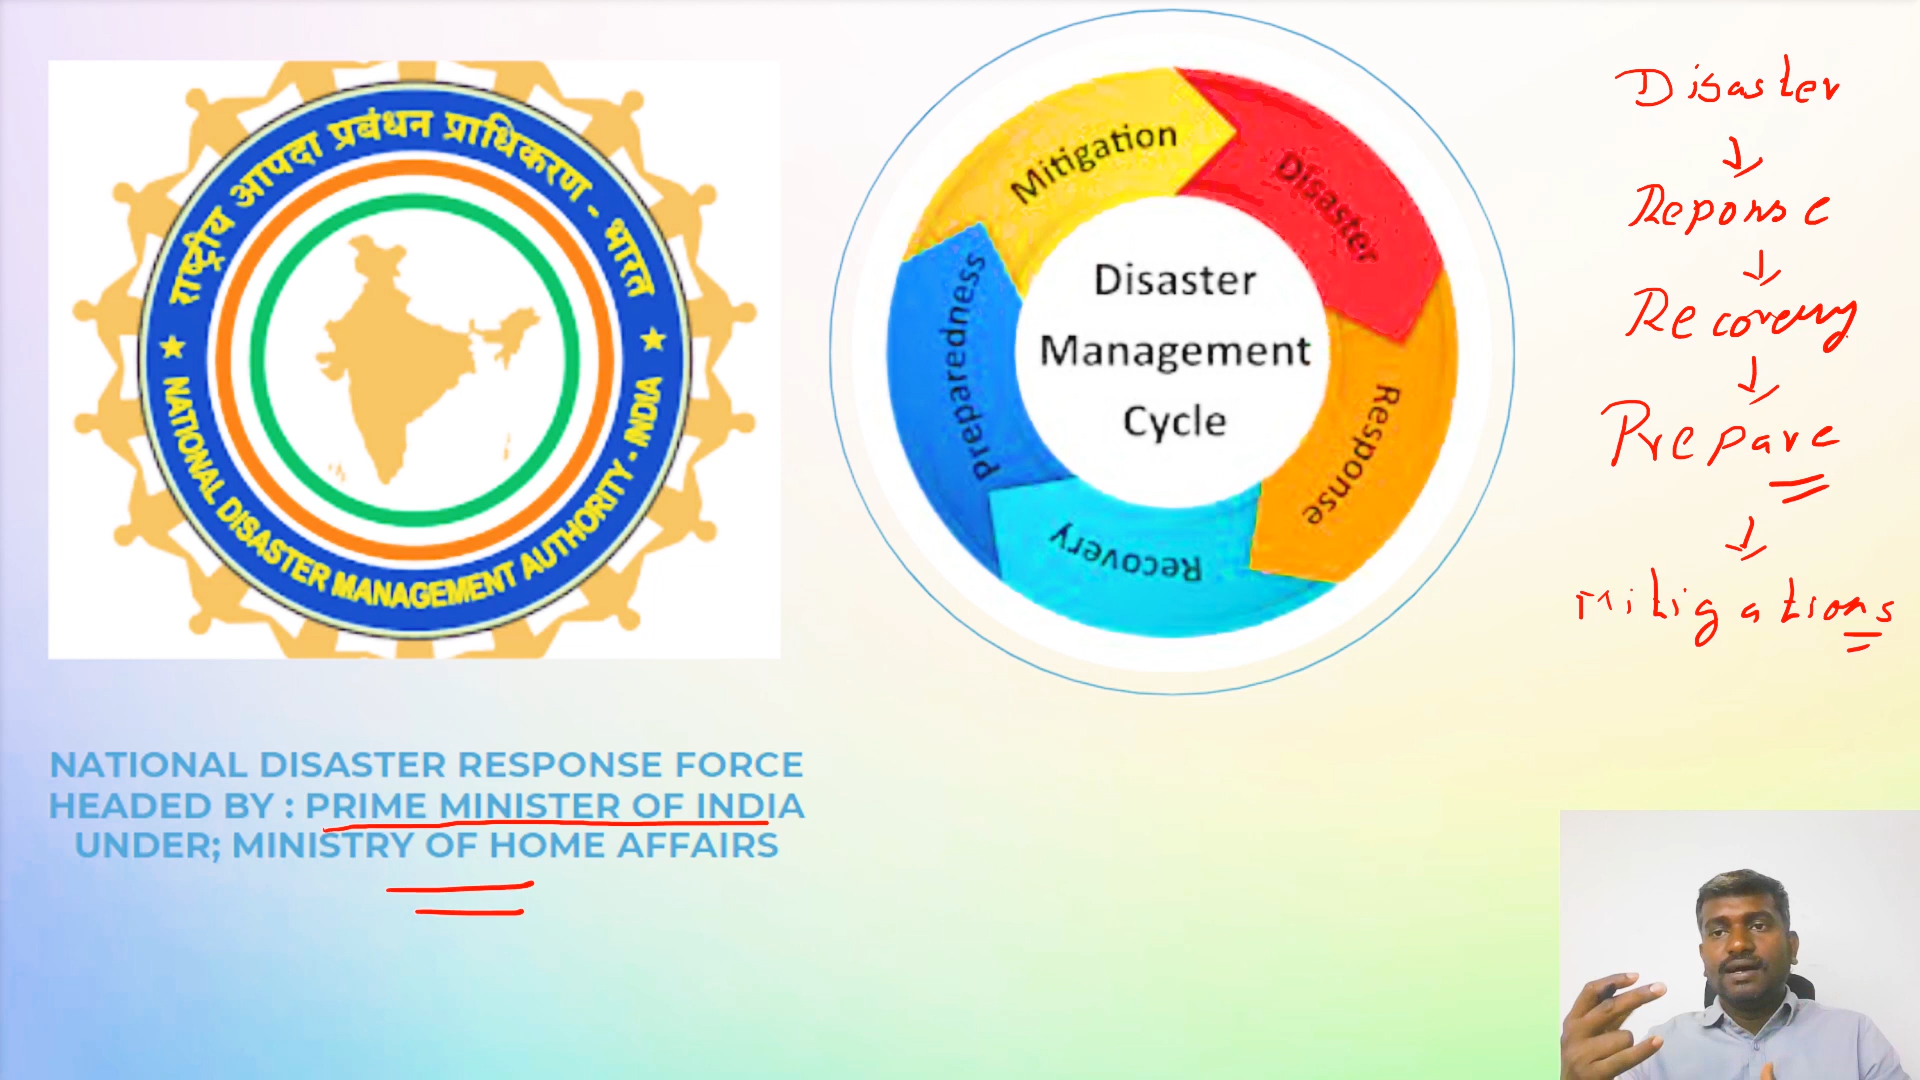 राष्ट्रीय आपदा प्रबंधन प्राधिकरण - भारत
NATIONAL DISASTER MANAGEMENT AUTHORITY - INDIA
NATIONAL DISASTER RESPONSE FORCE
HEADED BY : PRIME MINISTER OF INDIA
UNDER; MINISTRY OF HOME AFFAIRS
Disaster
Management
Cycle
Mitigation
Disaster
Response
Recovery
Preparedness
Disaster
Reponse
Recovery
Prepare
Mitigations